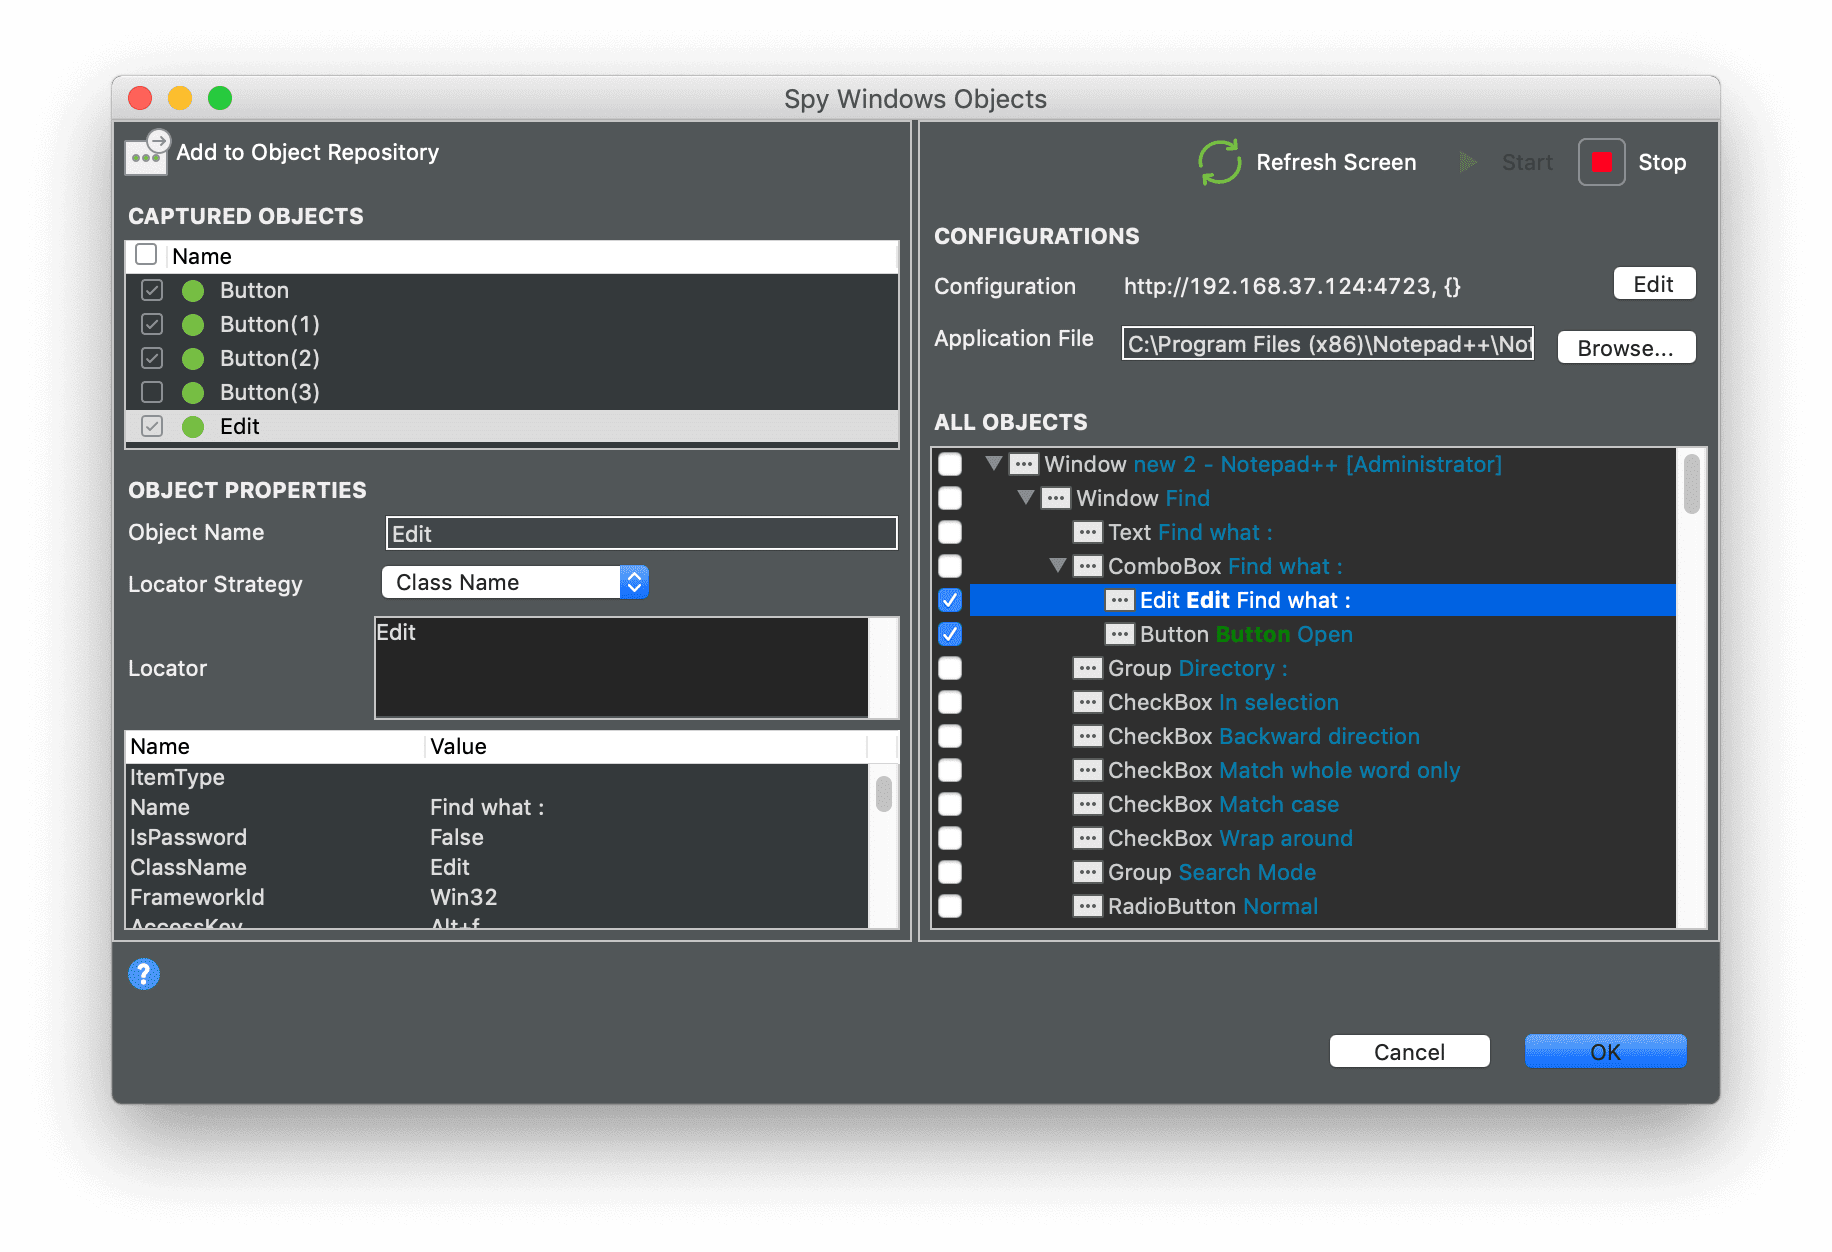 Spy Windows Objects
Add to Object Repository
CAPTURED OBJECTS
Name
Button
Button(1)
Button(2)
Button(3)
Edit
OBJECT PROPERTIES
Object Name Edit
Locator Strategy Class Name
Locator Edit
Name Value
ItemType
Name Find what :
IsPassword False
ClassName Edit
FrameworkId Win32
AccessKey Alt+f
Refresh Screen Start Stop
CONFIGURATIONS
Configuration http://192.168.37.124:4723, {} Edit
Application File C:\Program Files (x86)\Notepad++\Not Browse...
ALL OBJECTS
Window new 2 - Notepad++ [Administrator]
Window Find
Text Find what :
ComboBox Find what :
Edit Edit Find what :
Button Button Open
Group Directory :
CheckBox In selection
CheckBox Backward direction
CheckBox Match whole word only
CheckBox Match case
CheckBox Wrap around
Group Search Mode
RadioButton Normal
?
Cancel OK